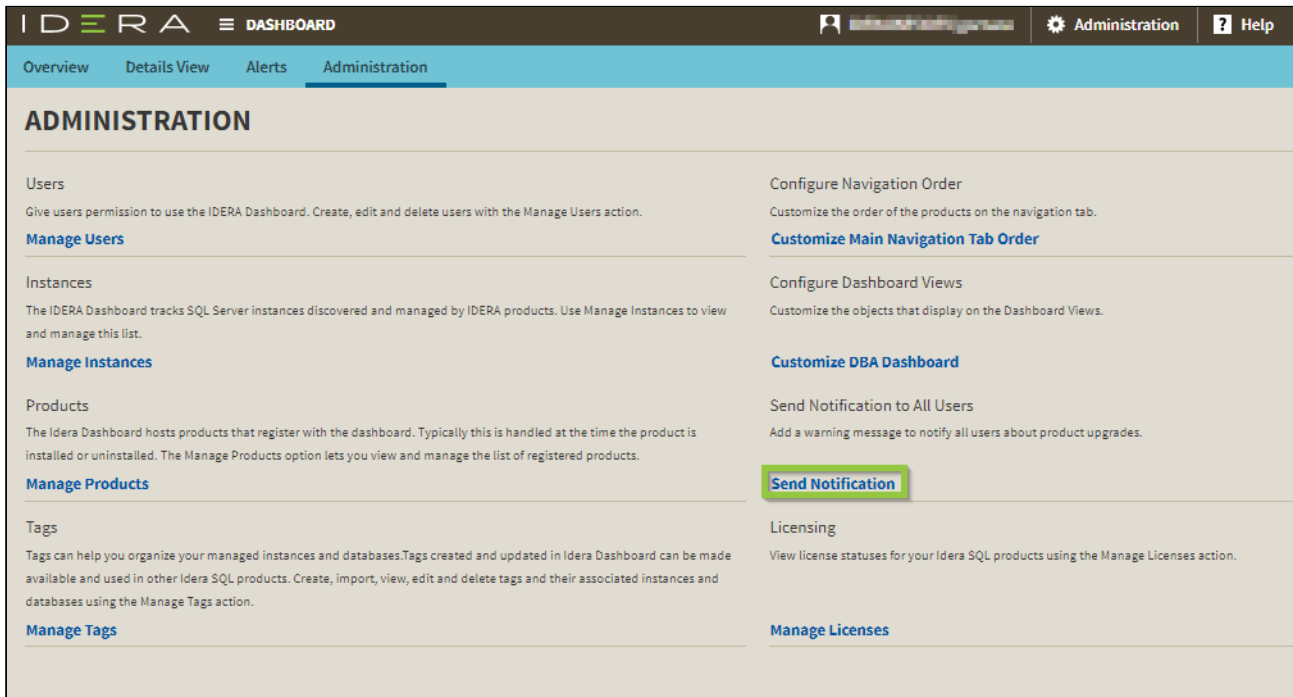 IDERA DASHBOARD Administration ? Help
Overview Details View Alerts Administration
ADMINISTRATION
Users
Give users permission to use the IDERA Dashboard. Create, edit and delete users with the Manage Users action.
Manage Users
Configure Navigation Order
Customize the order of the products on the navigation tab.
Customize Main Navigation Tab Order
Instances
The IDERA Dashboard tracks SQL Server instances discovered and managed by IDERA products. Use Manage Instances to view
and manage this list.
Manage Instances
Configure Dashboard Views
Customize the objects that display on the Dashboard Views.
Customize DBA Dashboard
Products
The Idera Dashboard hosts products that register with the dashboard. Typically this is handled at the time the product is
installed or uninstalled. The Manage Products option lets you view and manage the list of registered products.
Manage Products
Send Notification to All Users
Add a warning message to notify all users about product upgrades.
Send Notification
Tags
Tags can help you organize your managed instances and databases.Tags created and updated in Idera Dashboard can be made
available and used in other Idera SQL products. Create, import, view, edit and delete tags and their associated instances and
databases using the Manage Tags action.
Manage Tags
Licensing
View license statuses for your Idera SQL products using the Manage Licenses action.
Manage Licenses